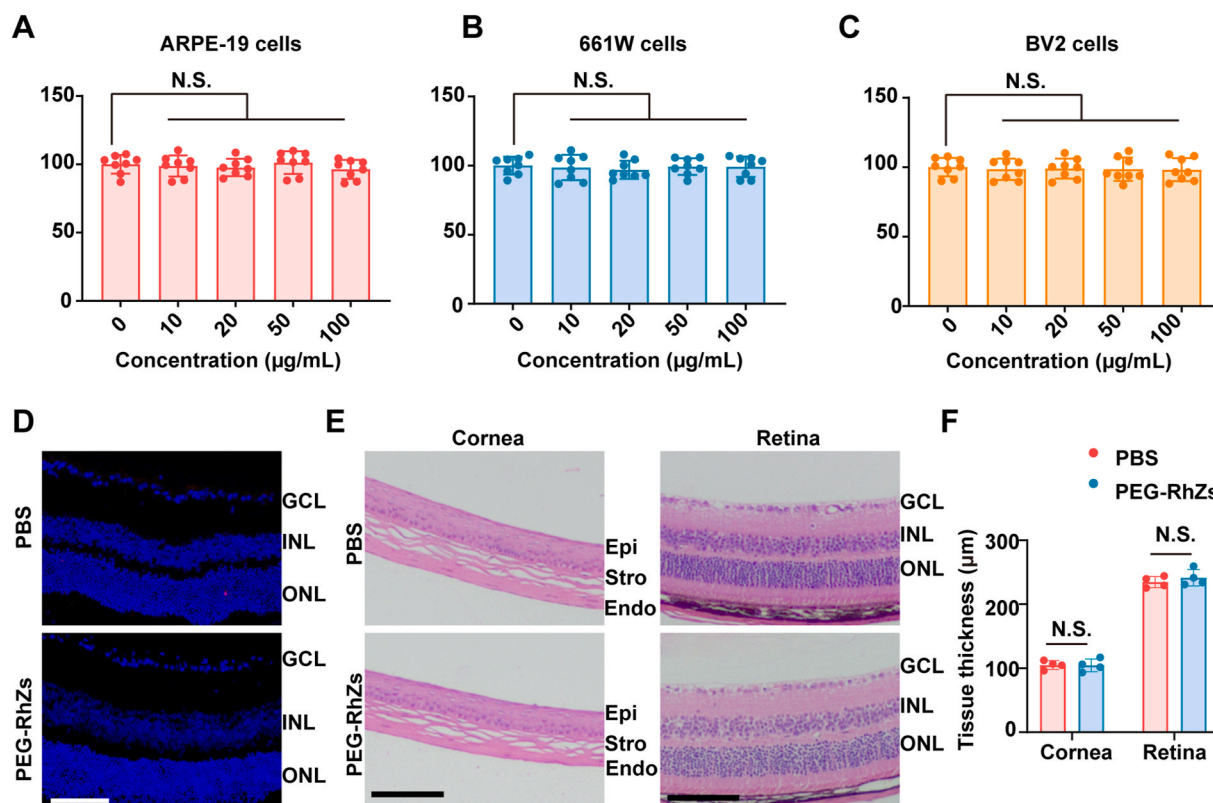 A
ARPE-19 cells
N.S.
150
100
50
0
0 10 20 50 100
Concentration (µg/mL)
B
661W cells
N.S.
150
100
50
0
0 10 20 50 100
Concentration (µg/mL)
C
BV2 cells
N.S.
150
100
50
0
0 10 20 50 100
Concentration (µg/mL)
D
PBS
GCL
INL
ONL
PEG-RhZs
GCL
INL
ONL
E
Cornea
Retina
PBS
Epi
Stro
Endo
GCL
INL
ONL
PEG-RhZs
Epi
Stro
Endo
GCL
INL
ONL
F
PBS
PEG-RhZs
Tissue thickness (µm)
300
200
100
0
N.S.
N.S.
Cornea Retina